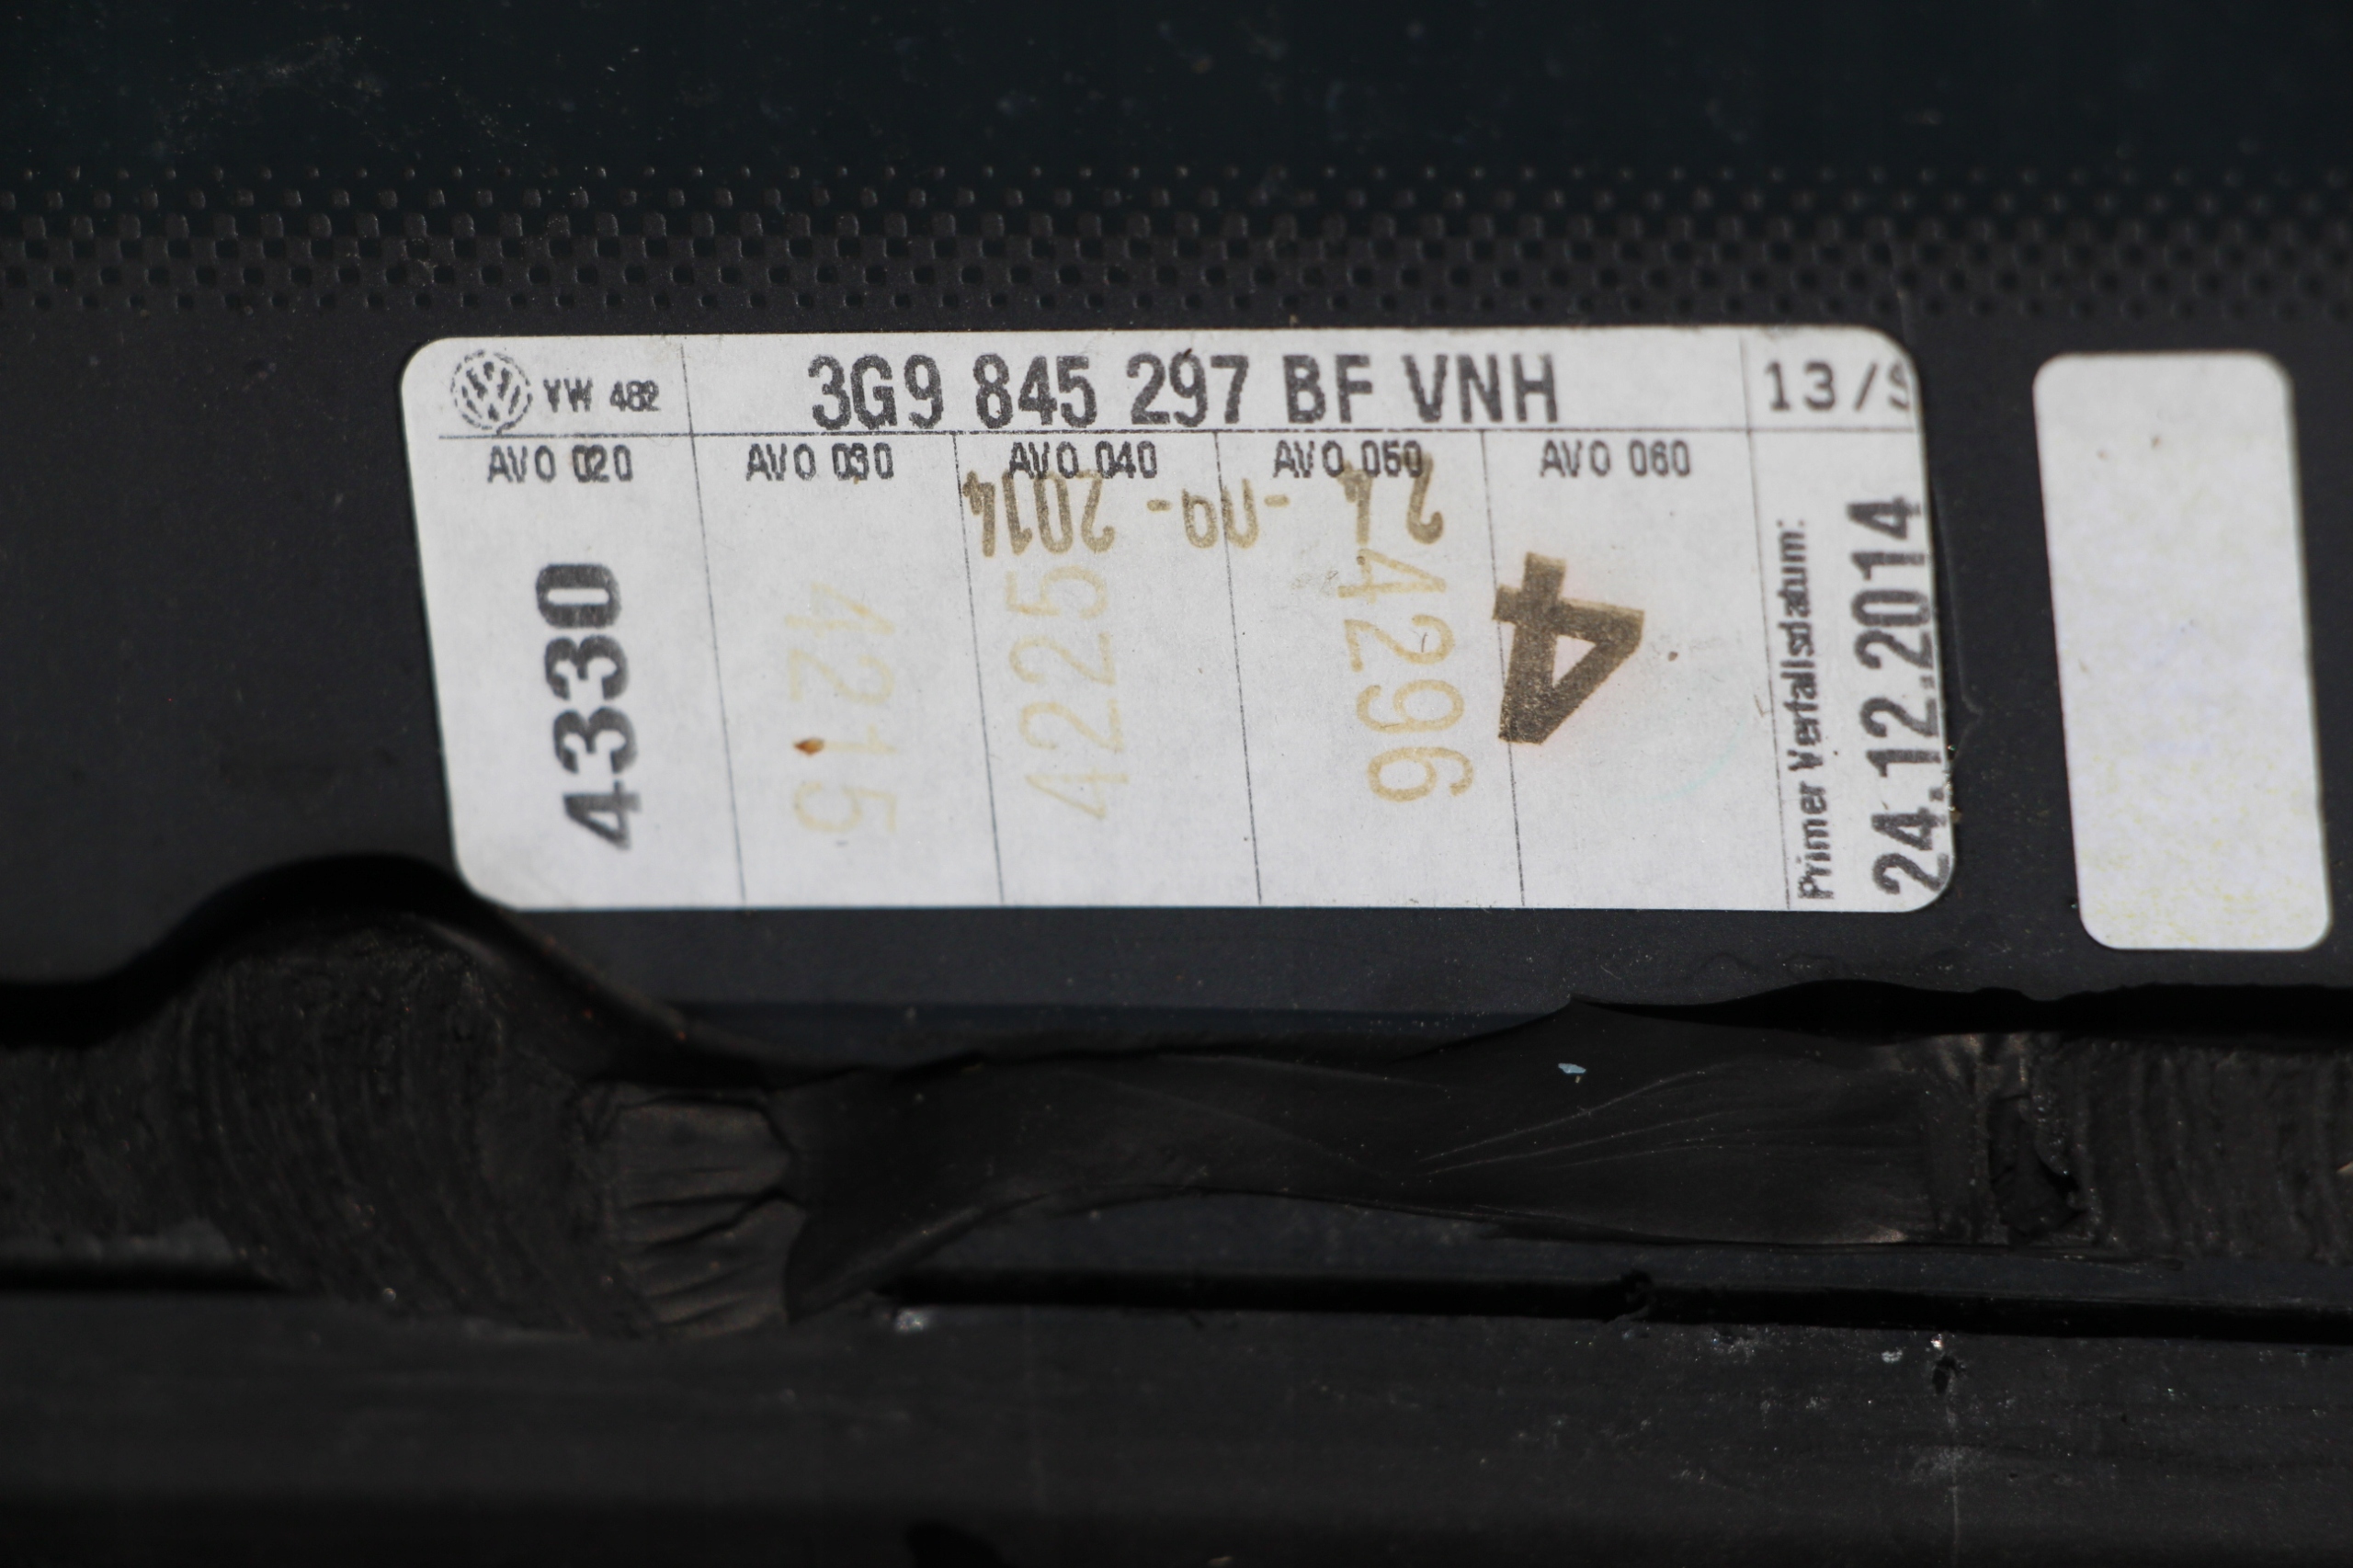 VW 482
3G9 845 297 BF VNH
13/S
AVO 020
AVO 030
AVO 040
AVO 050
AVO 060
4330
4215
4225
4296
4
Primer Verfallsdatum:
24.12.2014